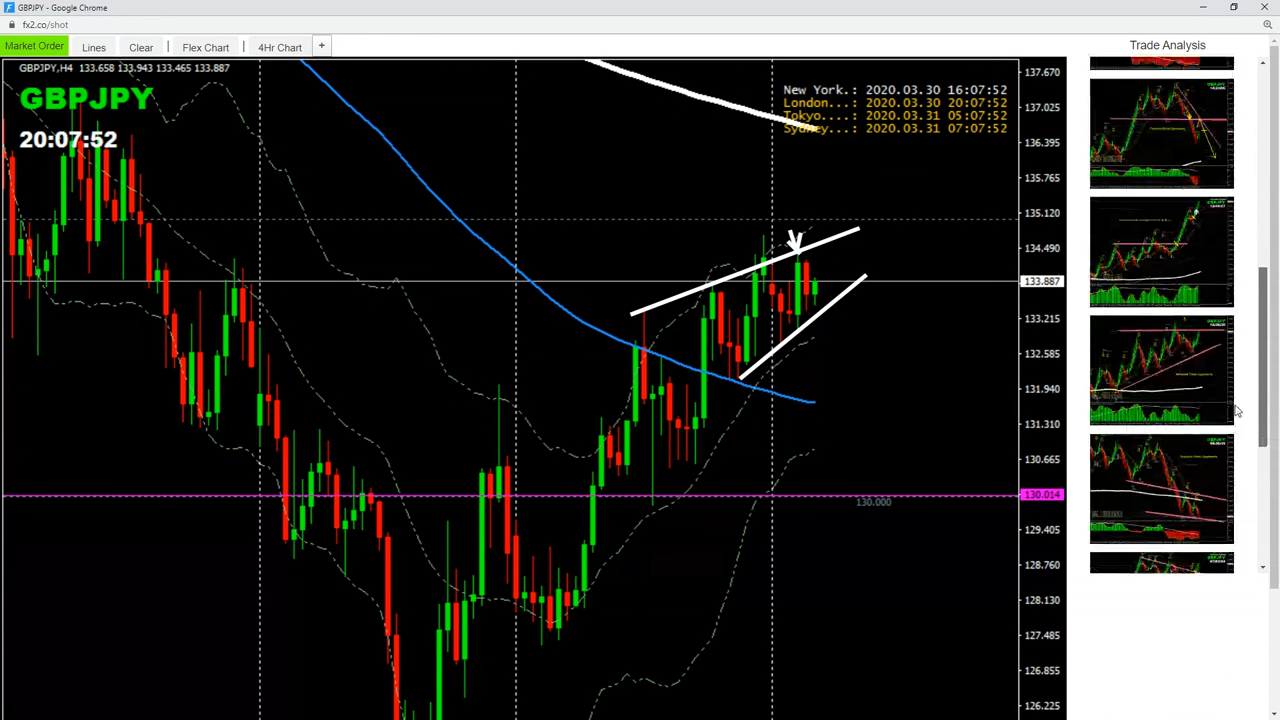 GBPJPY - Google Chrome
fx2.co/shot
Market Order
Lines
Clear
Flex Chart
4Hr Chart
+
Trade Analysis
GBPJPY,H4 133.658 133.943 133.465 133.887
GBPJPY
20:07:52
New York.: 2020.03.30 16:07:52
London...: 2020.03.30 20:07:52
Tokyo....: 2020.03.31 05:07:52
Sydney...: 2020.03.31 07:07:52
137.670
137.025
136.395
135.765
135.120
134.490
133.887
133.215
132.585
131.940
131.310
130.665
130.014
130.000
129.405
128.760
128.130
127.485
126.855
126.225